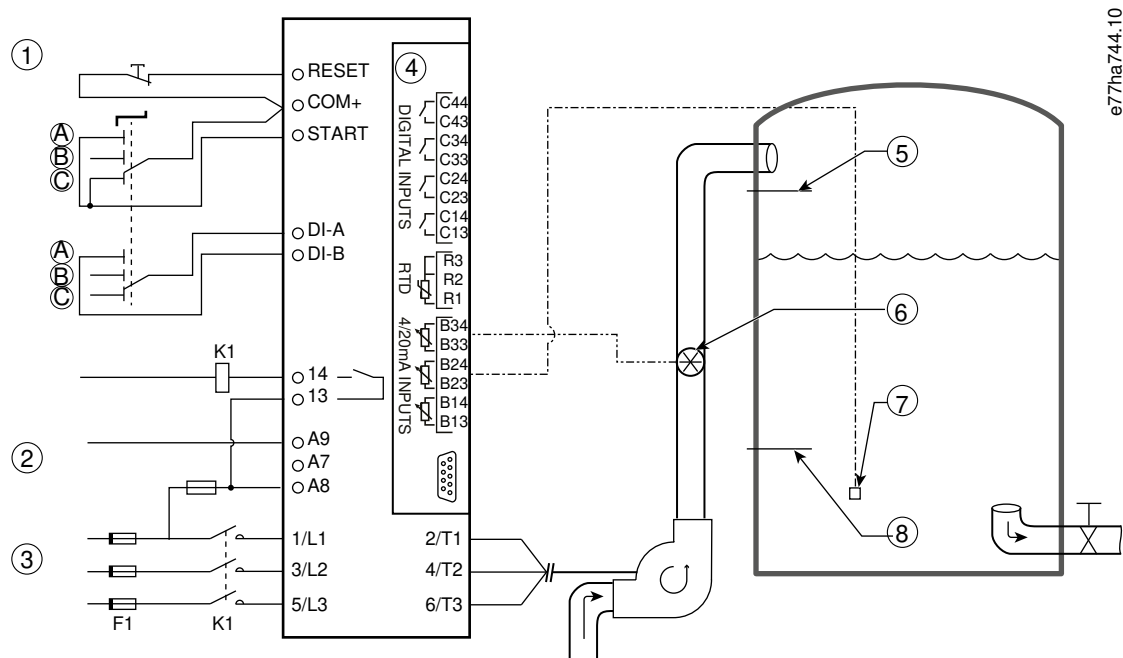 e77ha744.10
1
RESET
COM+
START
A
B
C
DI-A
DI-B
A
B
C
K1
14
13
2
A9
A7
A8
3
1/L1
3/L2
5/L3
F1
K1
4
DIGITAL INPUTS
C44
C43
C34
C33
C24
C23
C14
C13
RTD
R3
R2
R1
4/20mA INPUTS
B34
B33
B24
B23
B14
B13
2/T1
4/T2
6/T3
5
6
7
8